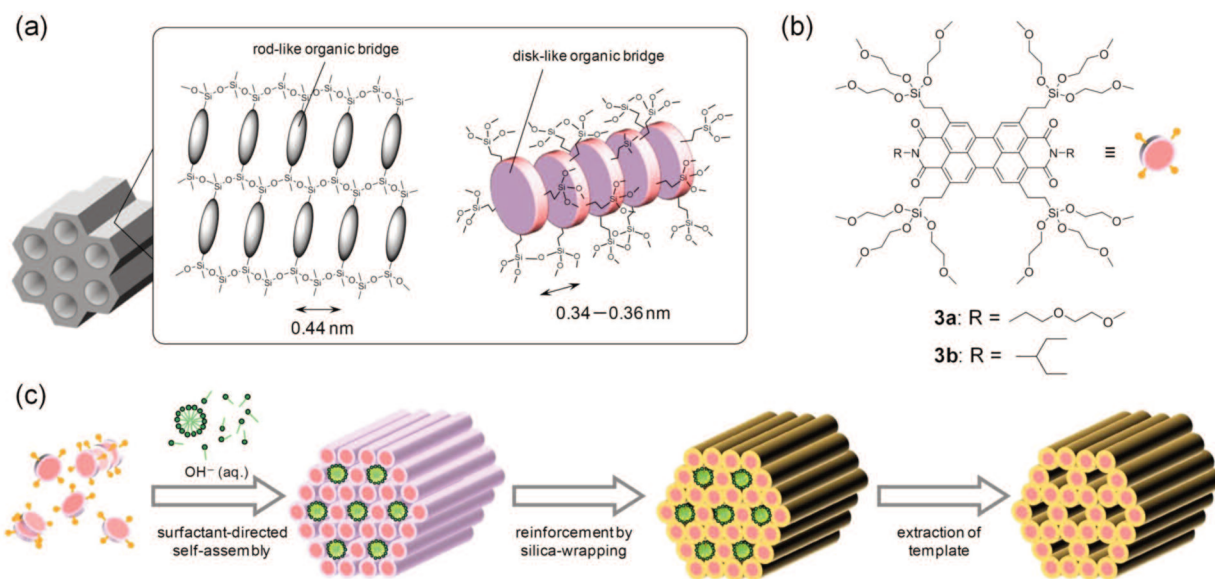 (a)
rod-like organic bridge
disk-like organic bridge
0.44 nm
0.34－0.36 nm
(b)
R
N
O
Si
≡
3a: R =
3b: R =
(c)
OH⁻ (aq.)
surfactant-directed
self-assembly
reinforcement by
silica-wrapping
extraction of
template